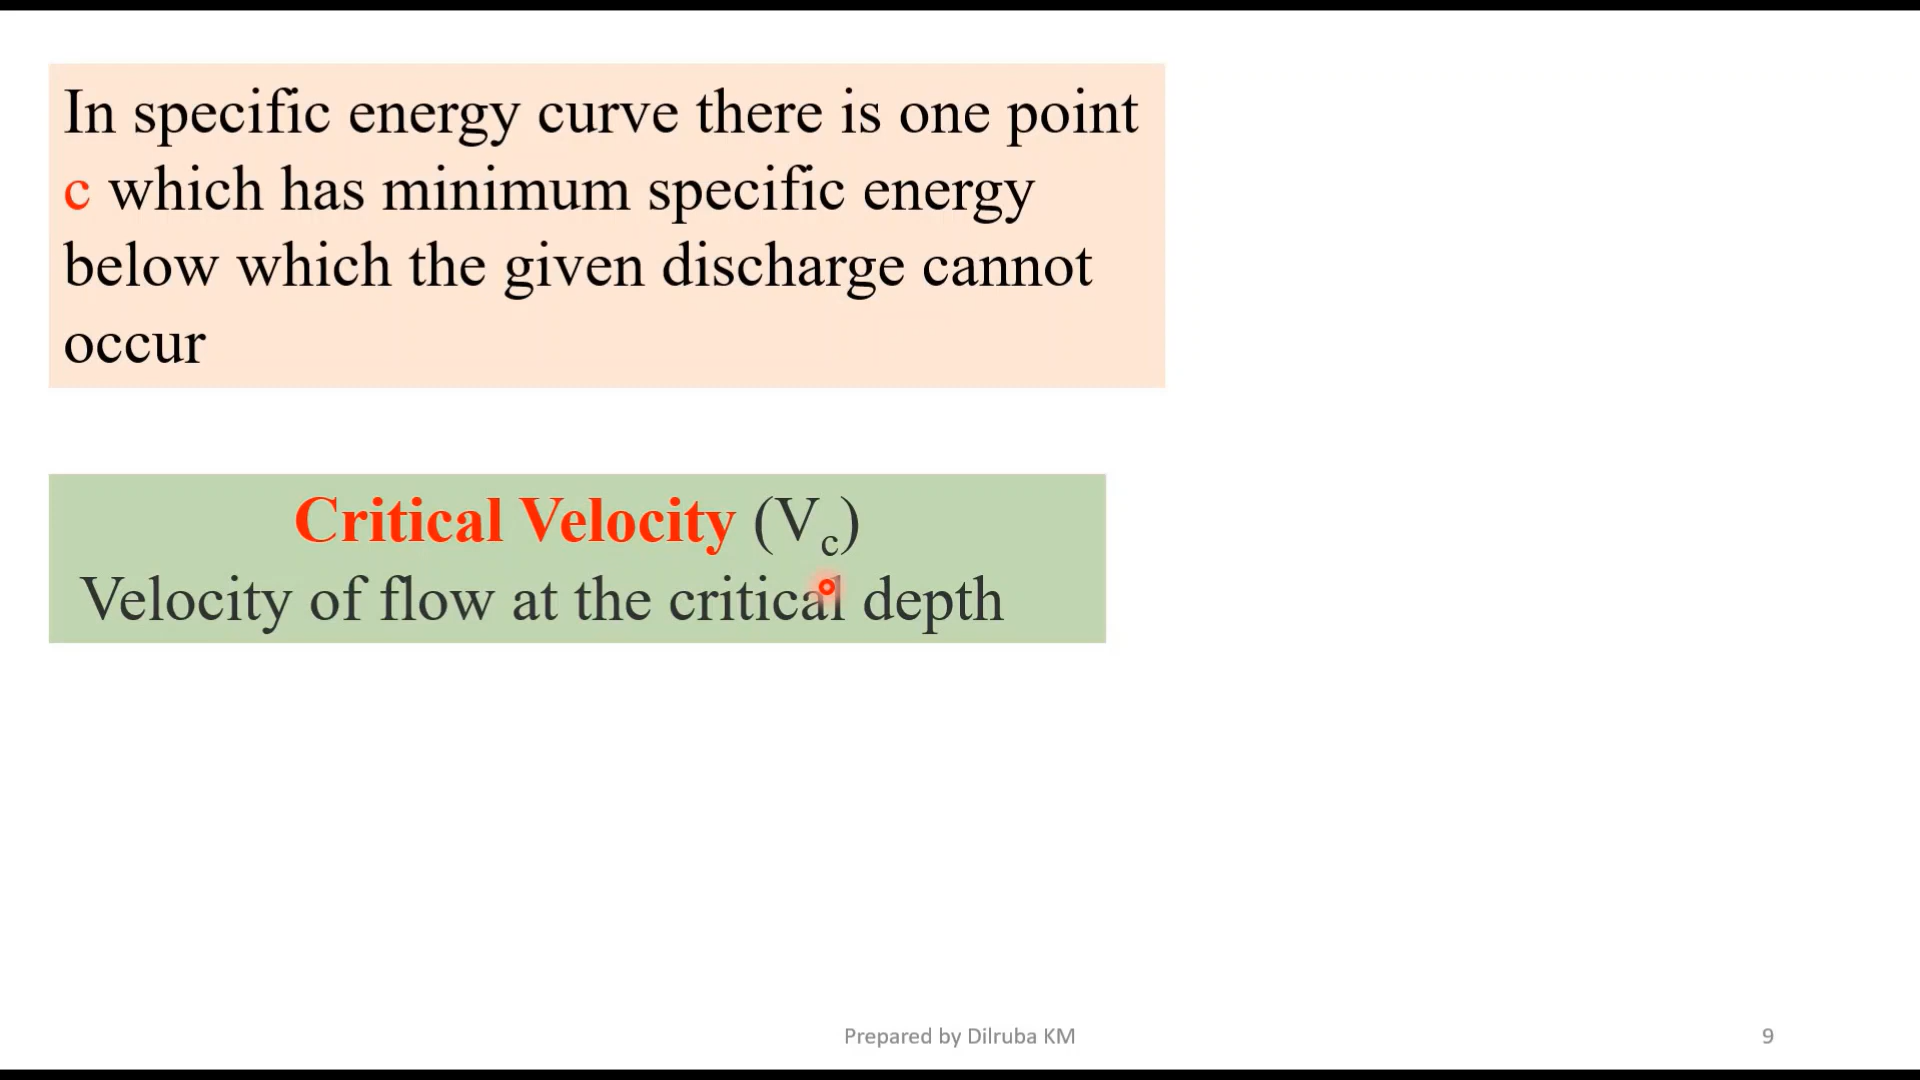 In specific energy curve there is one point
c which has minimum specific energy
below which the given discharge cannot
occur
Critical Velocity (Vc)
Velocity of flow at the critical depth
Prepared by Dilruba KM
9